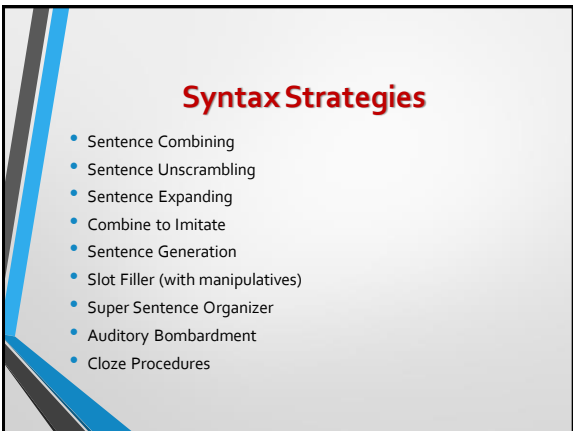 Syntax Strategies
• Sentence Combining
• Sentence Unscrambling
• Sentence Expanding
• Combine to Imitate
• Sentence Generation
• Slot Filler (with manipulatives)
• Super Sentence Organizer
• Auditory Bombardment
• Cloze Procedures